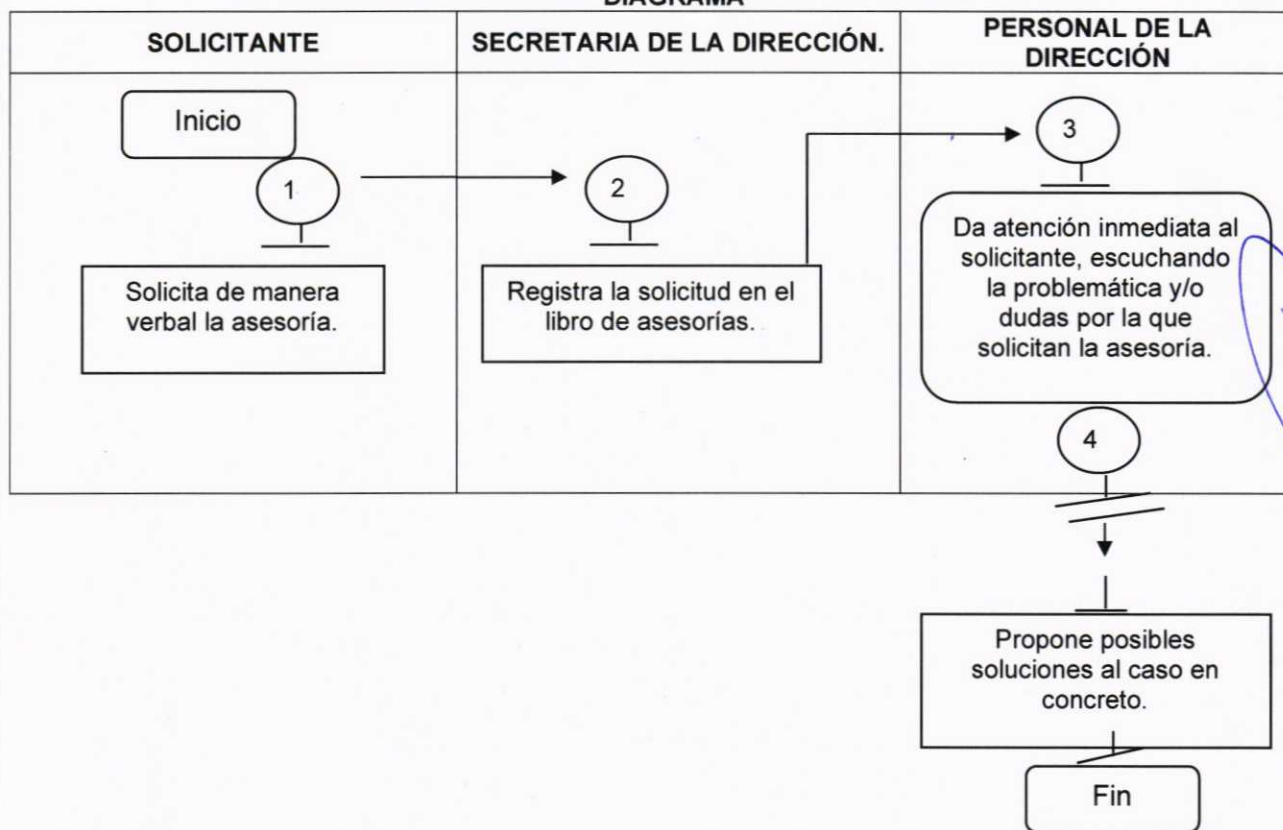 DIAGRAMA
SOLICITANTE
SECRETARIA DE LA DIRECCIÓN.
PERSONAL DE LA
DIRECCIÓN
Inicio
1
Solicita de manera
verbal la asesoría.
2
Registra la solicitud en el
libro de asesorías.
3
Da atención inmediata al
solicitante, escuchando
la problemática y/o
dudas por la que
solicitan la asesoría.
4
Propone posibles
soluciones al caso en
concreto.
Fin